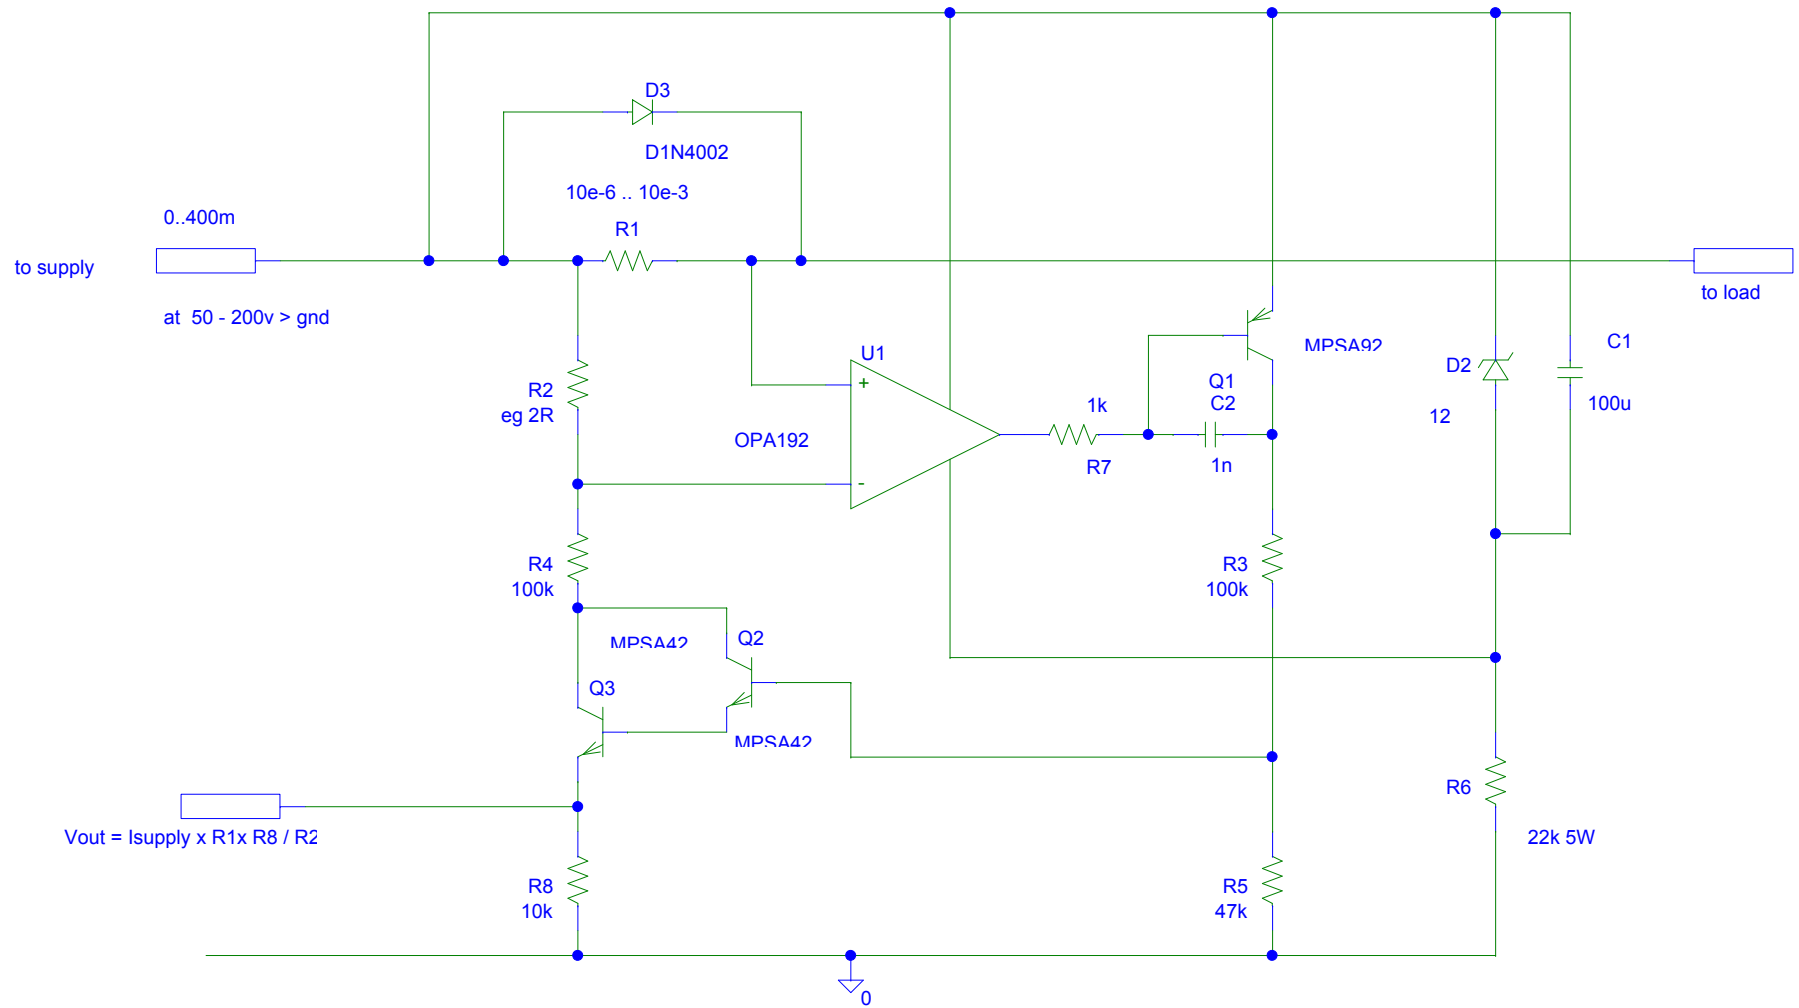 D3
D1N4002
10e-6 .. 10e-3
0..400m
R1
to supply
at 50 - 200v > gnd
to load
U1
+
-
OPA192
R2
eg 2R
1k
R7
MPSA92
Q1
C2
1n
D2
12
C1
100u
R4
100k
R3
100k
MPSA42
Q2
Q3
MPSA42
R6
22k 5W
Vout = Isupply x R1x R8 / R2
R8
10k
R5
47k
0